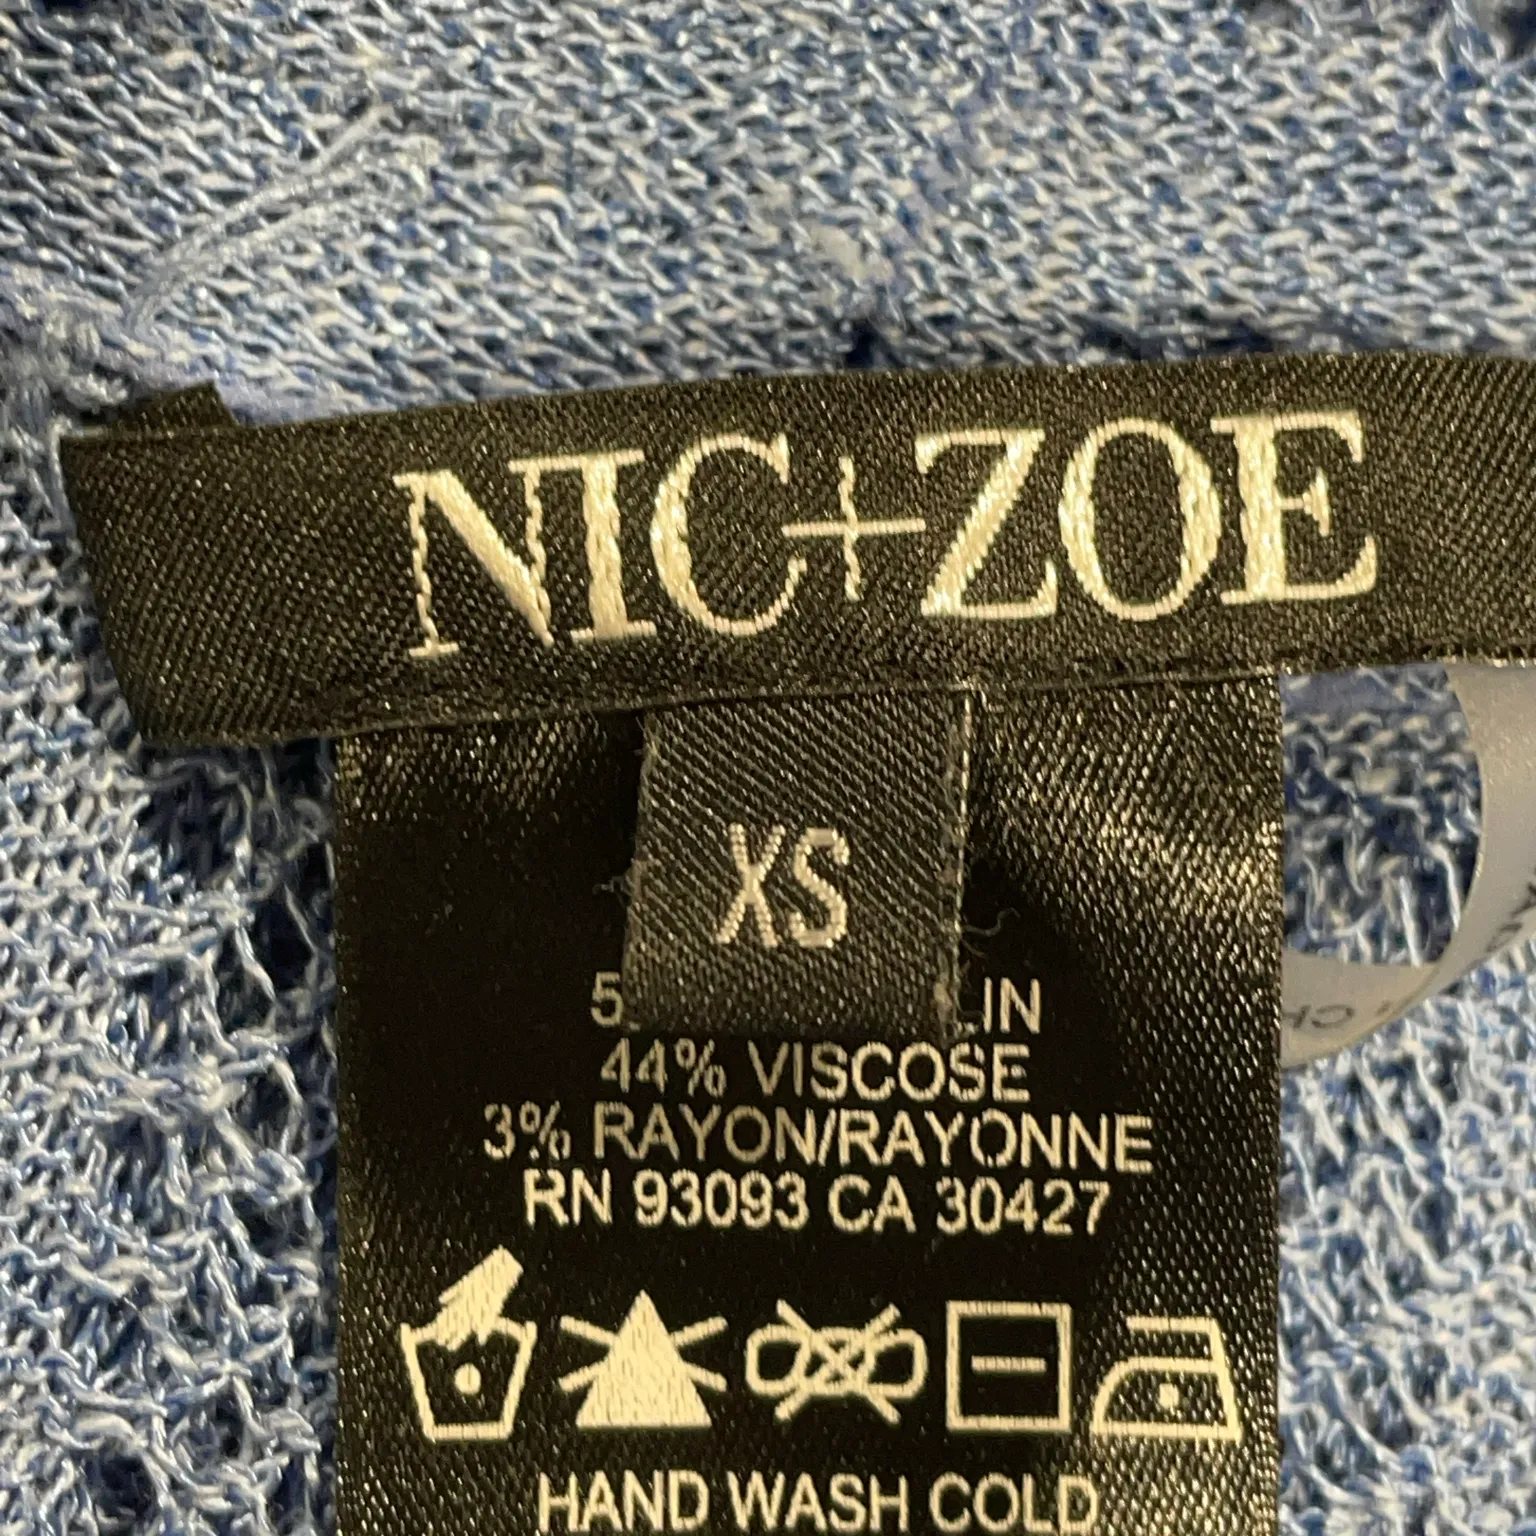 NIC+ZOE
XS
44% VISCOSE
3% RAYON/RAYONNE
RN 93093 CA 30427
HAND WASH COLD